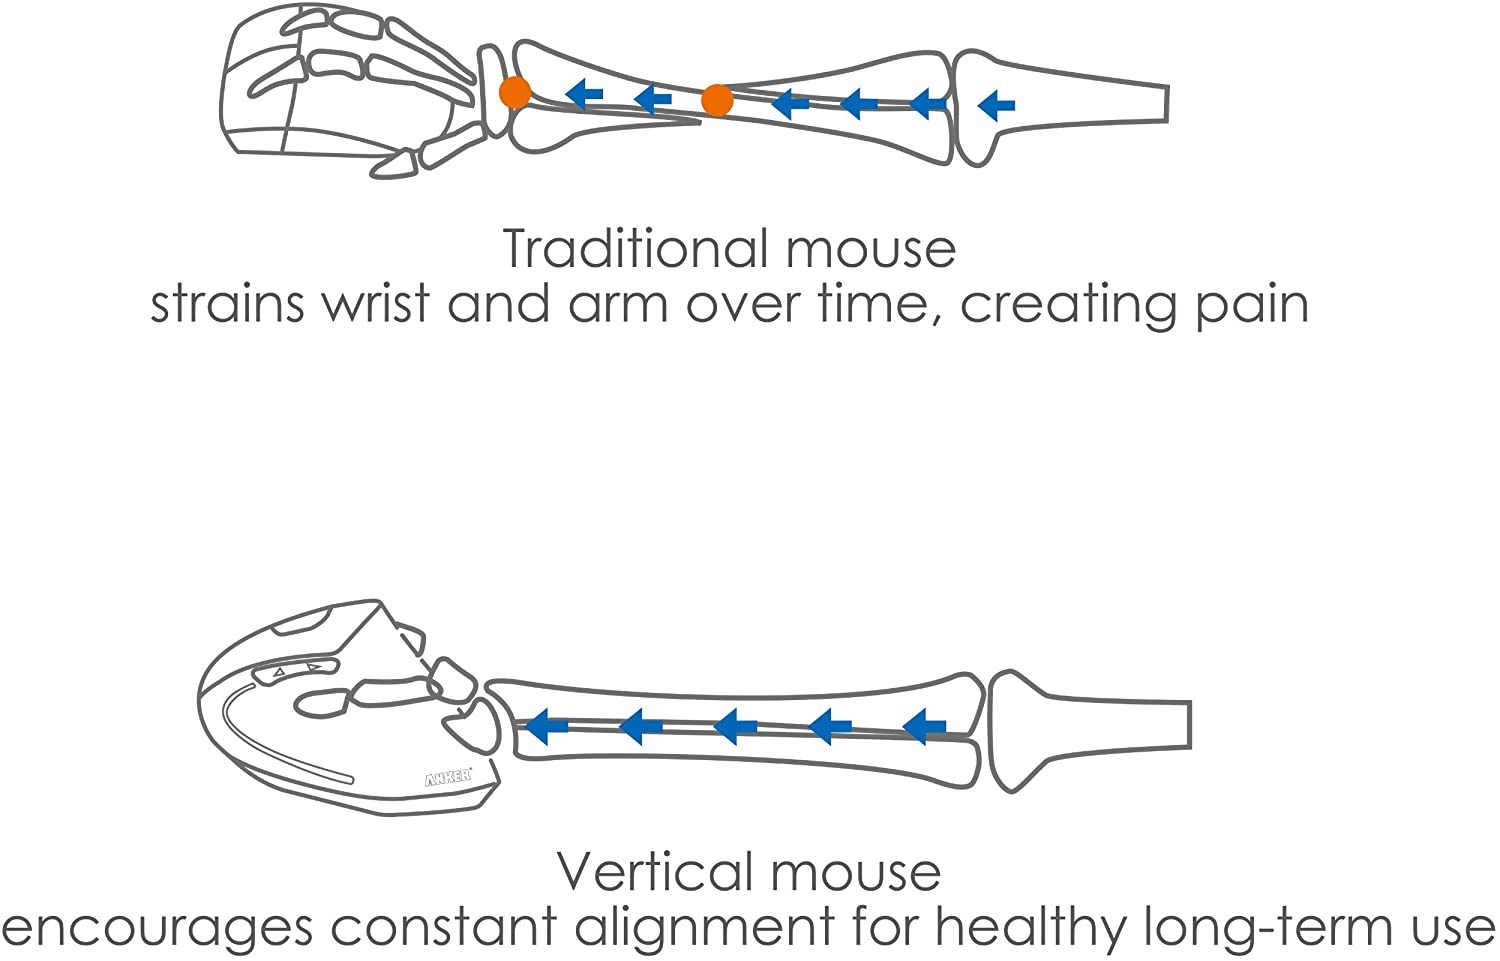 Traditional mouse
strains wrist and arm over time, creating pain
ANKER
Vertical mouse
encourages constant alignment for healthy long-term use